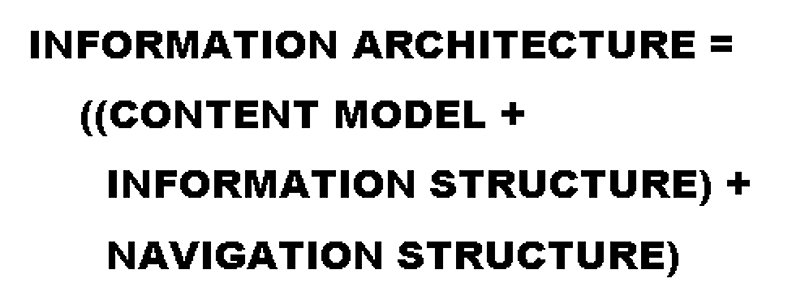 INFORMATION ARCHITECTURE =
((CONTENT MODEL +
INFORMATION STRUCTURE) +
NAVIGATION STRUCTURE)